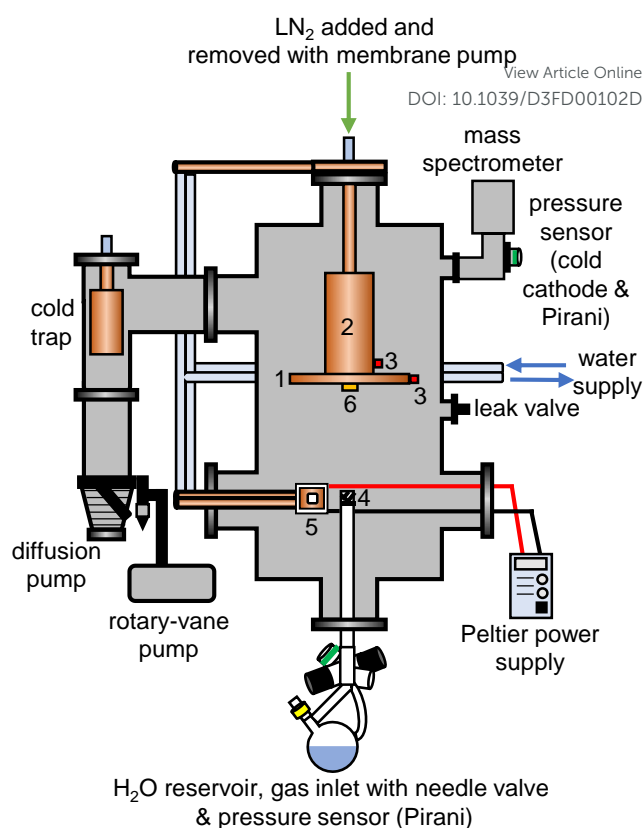 LN₂ added and
removed with membrane pump
View Article Online
DOI: 10.1039/D3FD00102D
mass
spectrometer
pressure
sensor
(cold
cathode &
Pirani)
cold
trap
2
3
1
3
6
water
supply
leak valve
4
5
diffusion
pump
rotary-vane
pump
Peltier power
supply
H₂O reservoir, gas inlet with needle valve
& pressure sensor (Pirani)